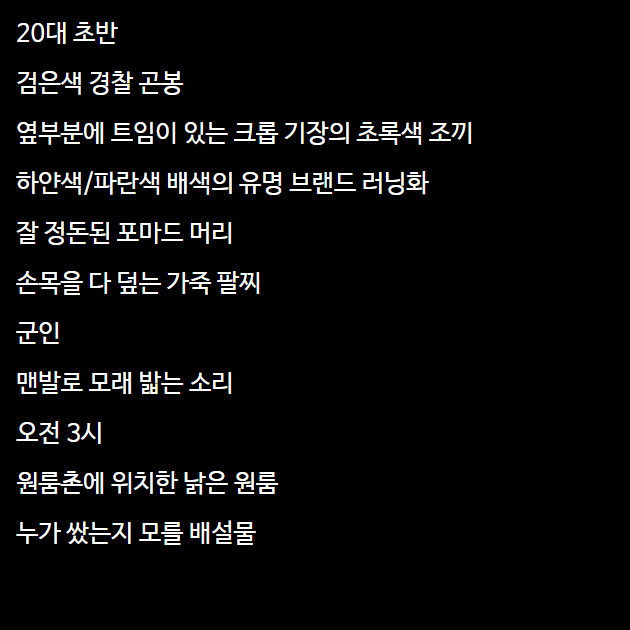 20대 초반
검은색 경찰 곤봉
옆부분에 트임이 있는 크롭 기장의 초록색 조끼
하얀색/파란색 배색의 유명 브랜드 러닝화
잘 정돈된 포마드 머리
손목을 다 덮는 가죽 팔찌
군인
맨발로 모래 밟는 소리
오전 3시
원룸촌에 위치한 낡은 원룸
누가 쌌는지 모를 배설물